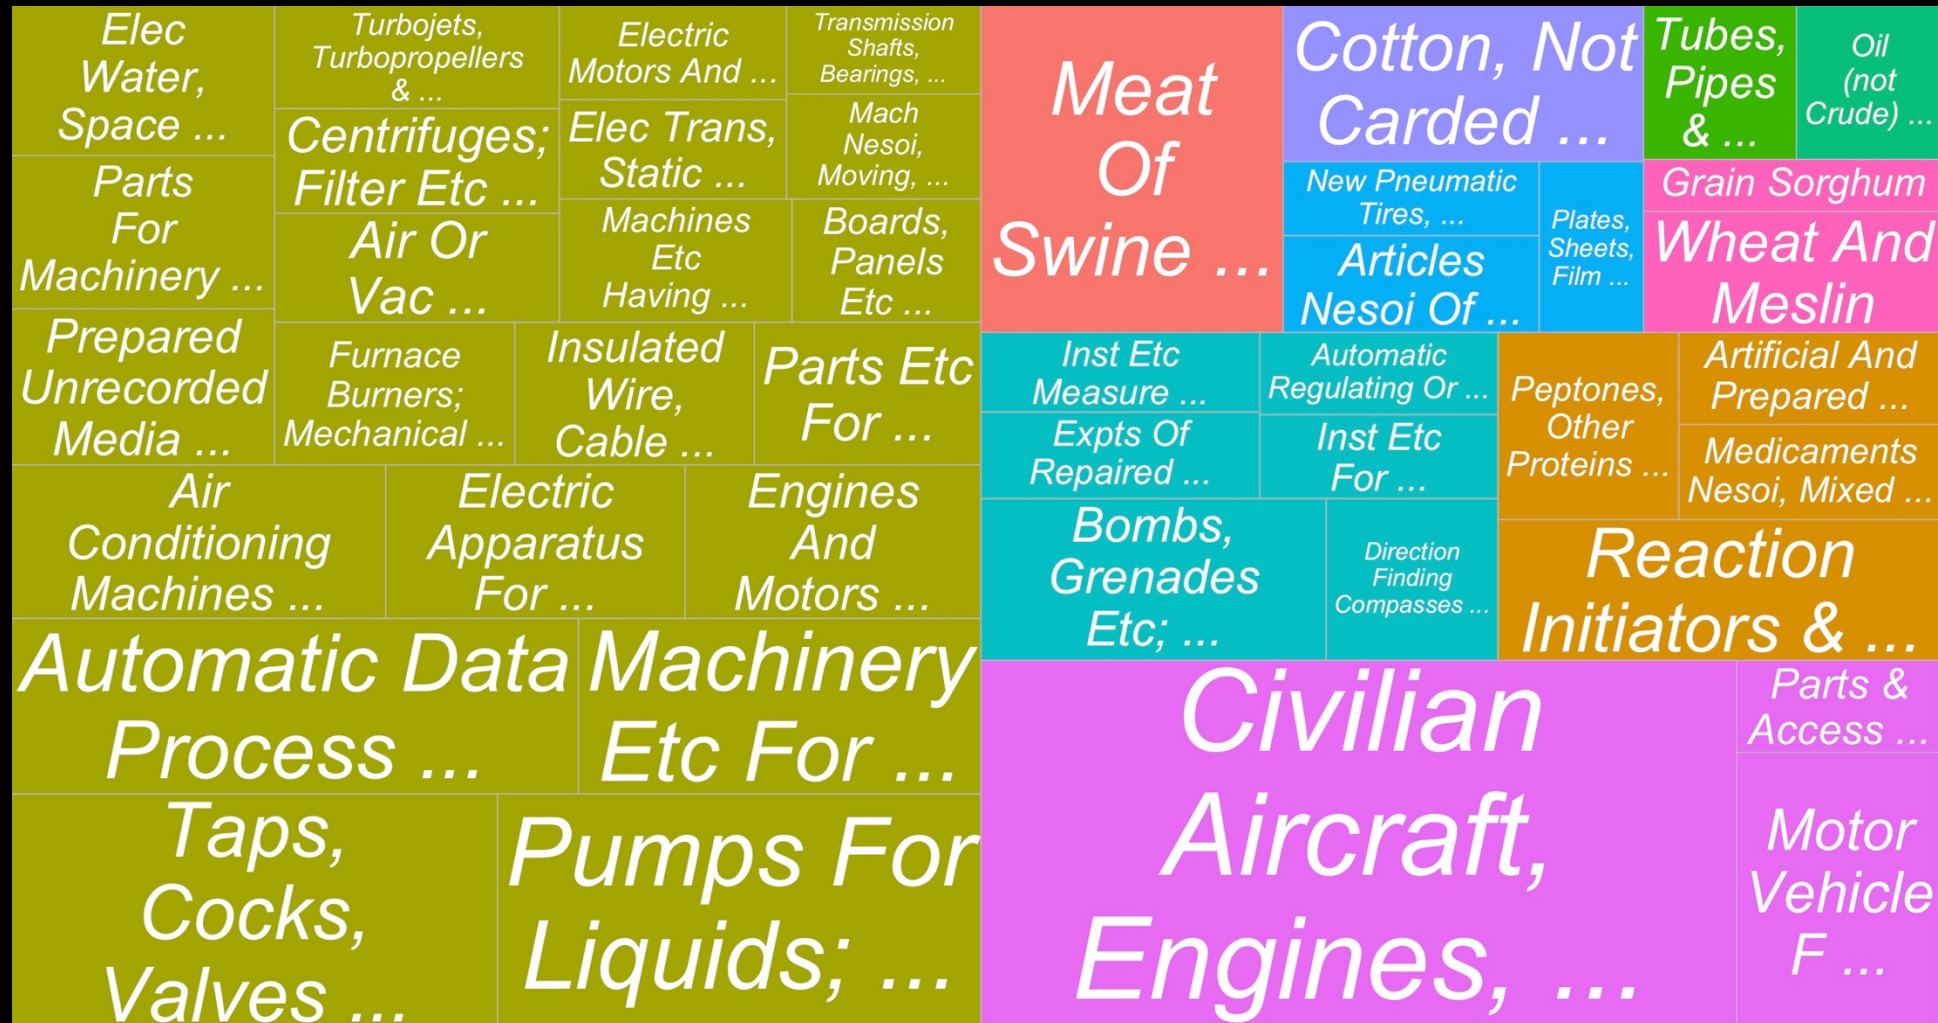 Elec
Water,
Space ...
Turbojets,
Turbopropellers
& ...
Electric
Motors And ...
Transmission
Shafts,
Bearings, ...
Centrifuges;
Filter Etc ...
Elec Trans,
Static ...
Mach
Nesoi,
Moving, ...
Parts
For
Machinery ...
Air Or
Vac ...
Machines
Etc
Having ...
Boards,
Panels
Etc ...
Prepared
Unrecorded
Media ...
Furnace
Burners;
Mechanical ...
Insulated
Wire,
Cable ...
Parts Etc
For ...
Air
Conditioning
Machines ...
Electric
Apparatus
For ...
Engines
And
Motors ...
Automatic Data
Process ...
Machinery
Etc For ...
Taps,
Cocks,
Valves ...
Pumps For
Liquids; ...
Meat
Of
Swine ...
Cotton, Not
Carded ...
Tubes,
Pipes
& ...
Oil
(not
Crude) ...
New Pneumatic
Tires, ...
Articles
Nesoi Of ...
Plates,
Sheets,
Film ...
Grain Sorghum
Wheat And
Meslin
Inst Etc
Measure ...
Automatic
Regulating Or ...
Expts Of
Repaired ...
Inst Etc
For ...
Bombs,
Grenades
Etc; ...
Direction
Finding
Compasses ...
Peptones,
Other
Proteins ...
Artificial And
Prepared ...
Medicaments
Nesoi, Mixed ...
Reaction
Initiators & ...
Civilian
Aircraft,
Engines, ...
Parts &
Access ...
Motor
Vehicle
F ...